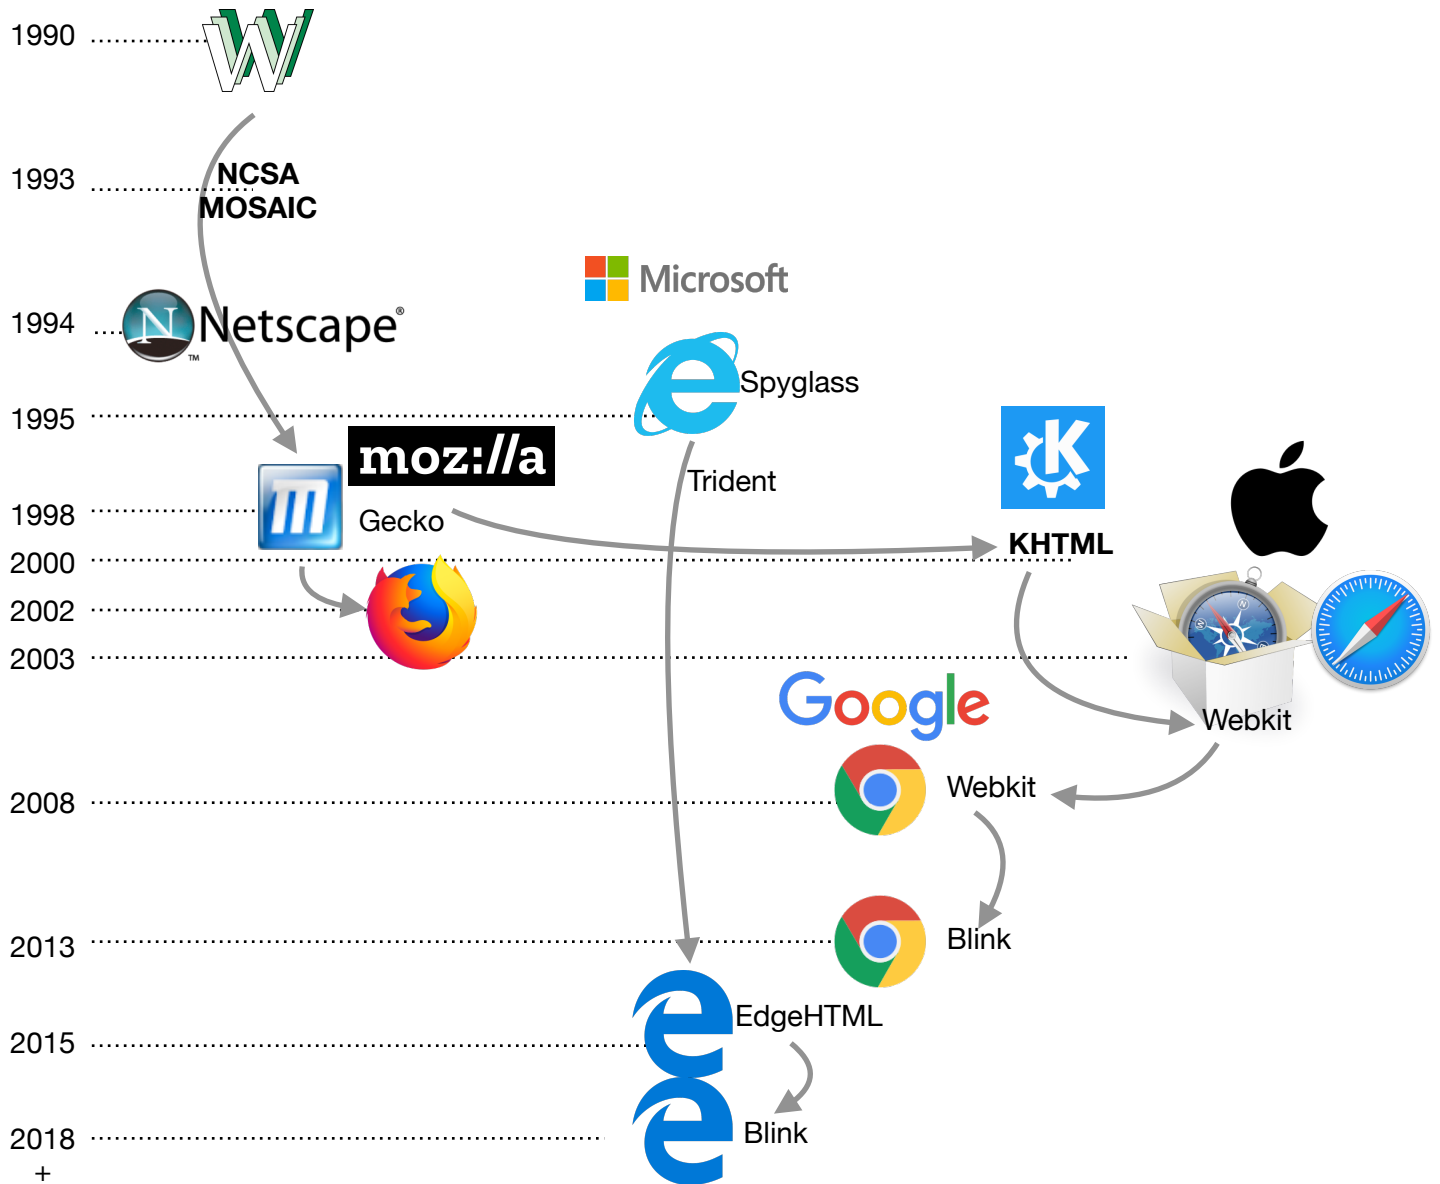 1990
W
1993
NCSA
MOSAIC
Microsoft
1994
N
Netscape®
™
Spyglass
1995
moz://a
K
Trident
1998
m
Gecko
KHTML
2000
2002
2003
Google
Webkit
2008
Webkit
2013
Blink
EdgeHTML
2015
2018
Blink
+